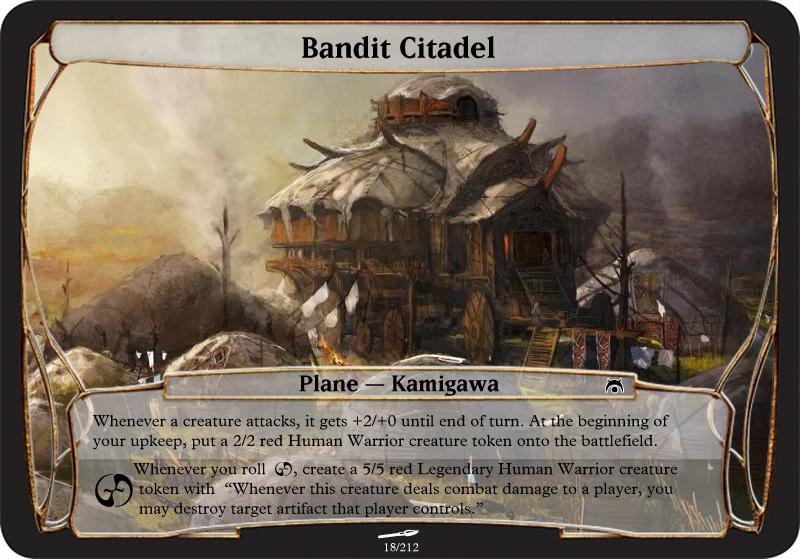 Bandit Citadel
Plane — Kamigawa
Whenever a creature attacks, it gets +2/+0 until end of turn. At the beginning of
your upkeep, put a 2/2 red Human Warrior creature token onto the battlefield.
Whenever you roll , create a 5/5 red Legendary Human Warrior creature
token with “Whenever this creature deals combat damage to a player, you
may destroy target artifact that player controls.”
18/212